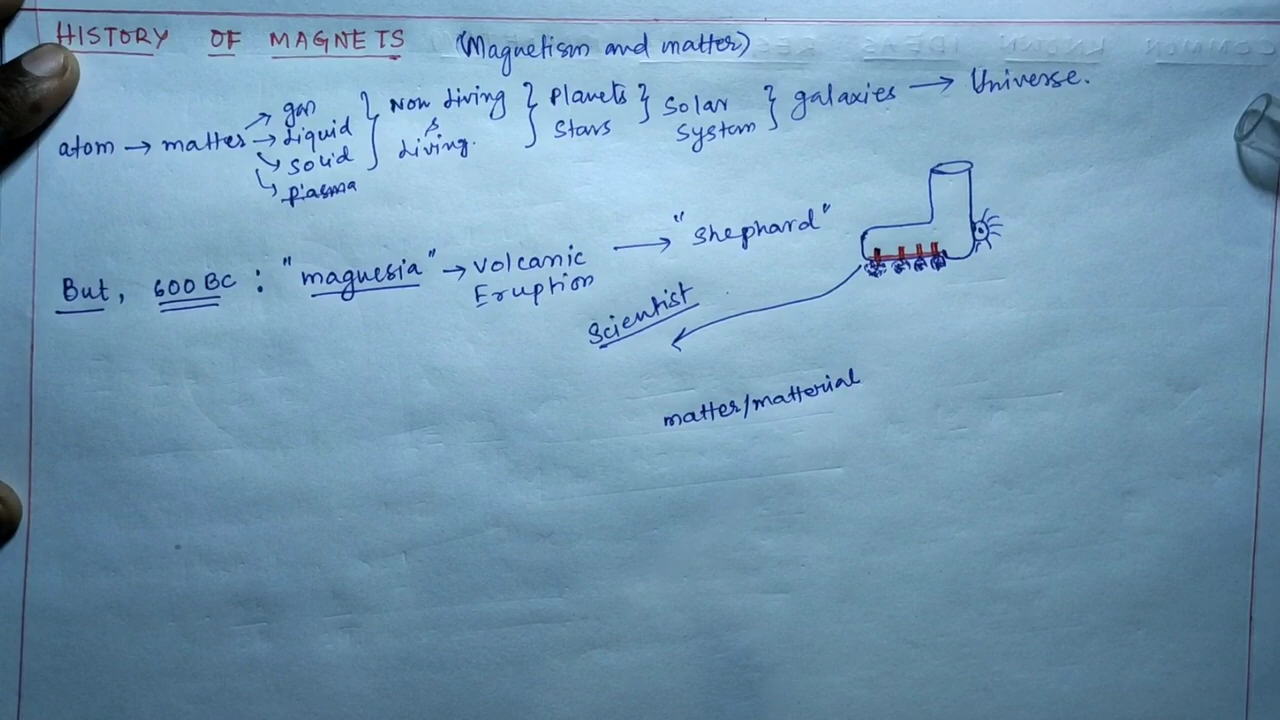 HISTORY OF MAGNETS (Magnetism and matter)
atom → matter → gas } Non living } Planets } Solar } galaxies → Universe.
→ Liquid & living. Stars System
→ solid
→ plasma
But, 600 BC : "magnesia" → volcanic → "shephard"
Eruption
Scientist
matter/matterial